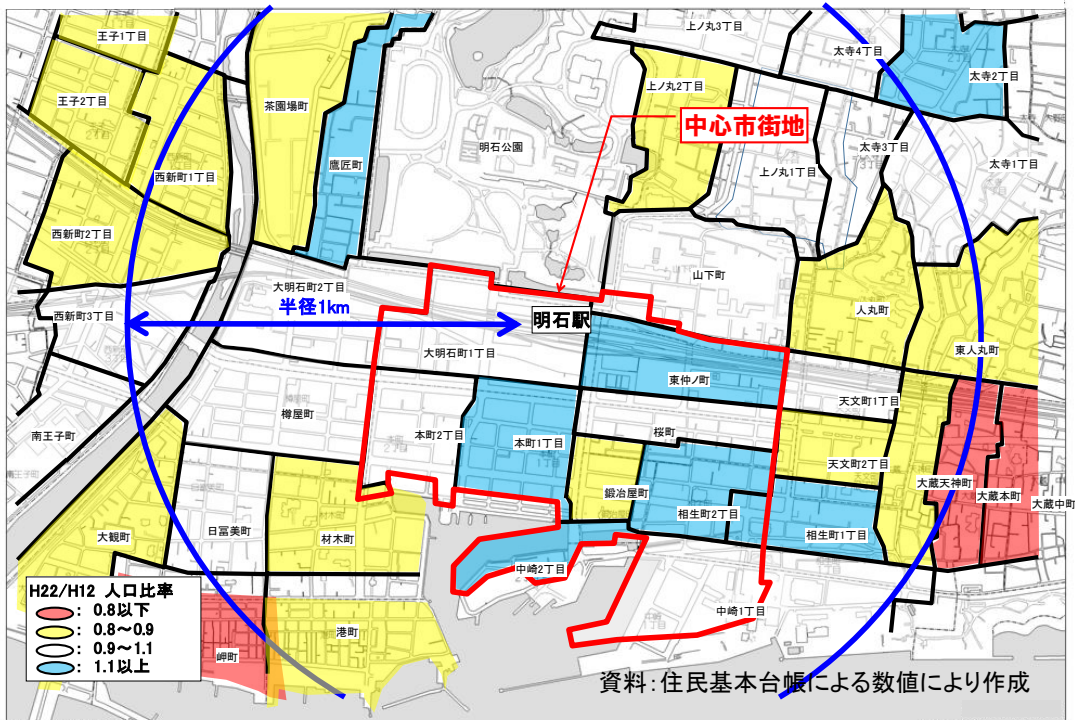 王子1丁目
上ノ丸3丁目
太寺4丁目
太寺2丁目
王子2丁目
茶園場町
上ノ丸2丁目
中心市街地
鷹匠町
明石公園
太寺3丁目
太寺1丁目
西新町1丁目
上ノ丸1丁目
西新町2丁目
山下町
大明石町2丁目
半径1km
西新町3丁目
明石駅
人丸町
大明石町1丁目
東人丸町
東仲ノ町
天文町1丁目
樽屋町
本町2丁目
本町1丁目
桜町
南王子町
天文町2丁目
鍛冶屋町
大蔵天神町
大蔵本町
大蔵中町
相生町2丁目
相生町1丁目
大観町
日冨美町
材木町
中崎2丁目
中崎1丁目
H22/H12 人口比率
: 0.8以下
: 0.8~0.9
: 0.9~1.1
: 1.1以上
港町
岬町
資料:住民基本台帳による数値により作成